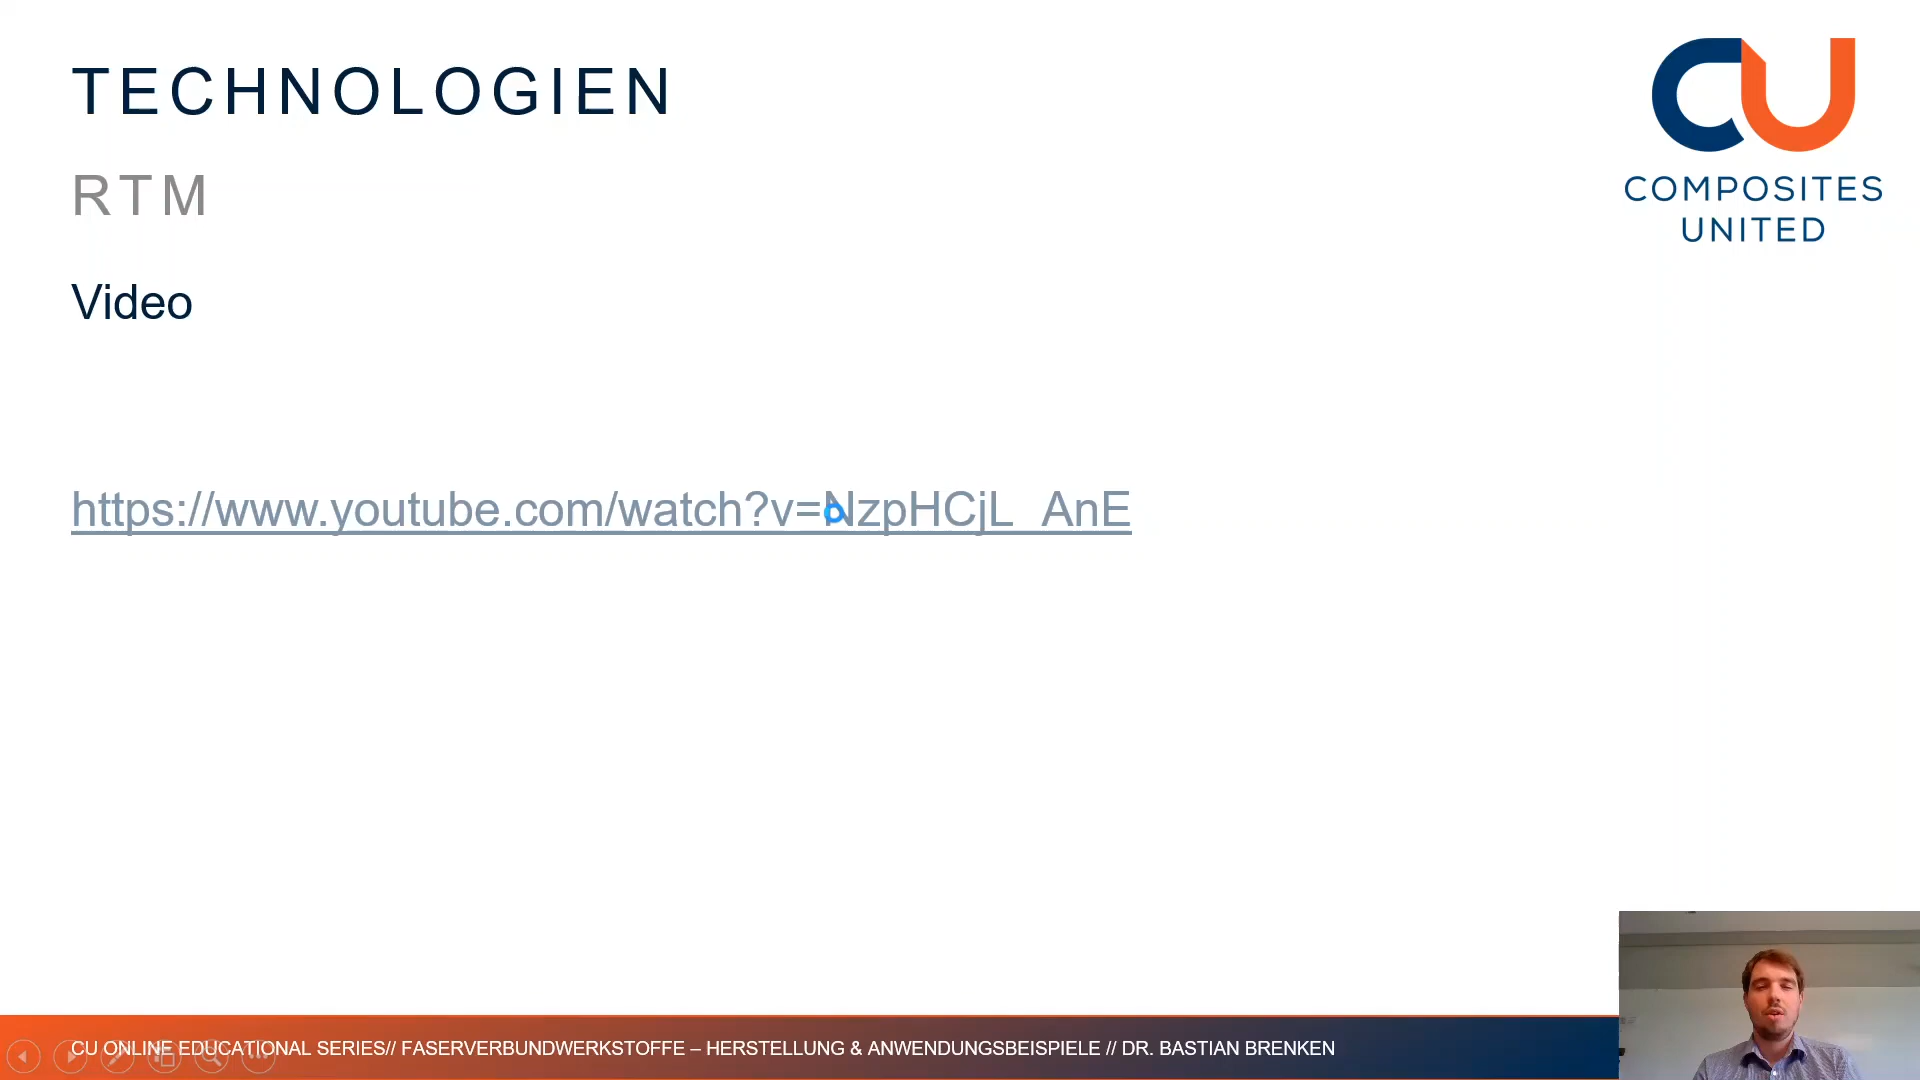 TECHNOLOGIEN
RTM
Video
https://www.youtube.com/watch?v=NzpHCjL_AnE
CU
COMPOSITES
UNITED
CU ONLINE EDUCATIONAL SERIES// FASERVERBUNDWERKSTOFFE – HERSTELLUNG & ANWENDUNGSBEISPIELE // DR. BASTIAN BRENKEN